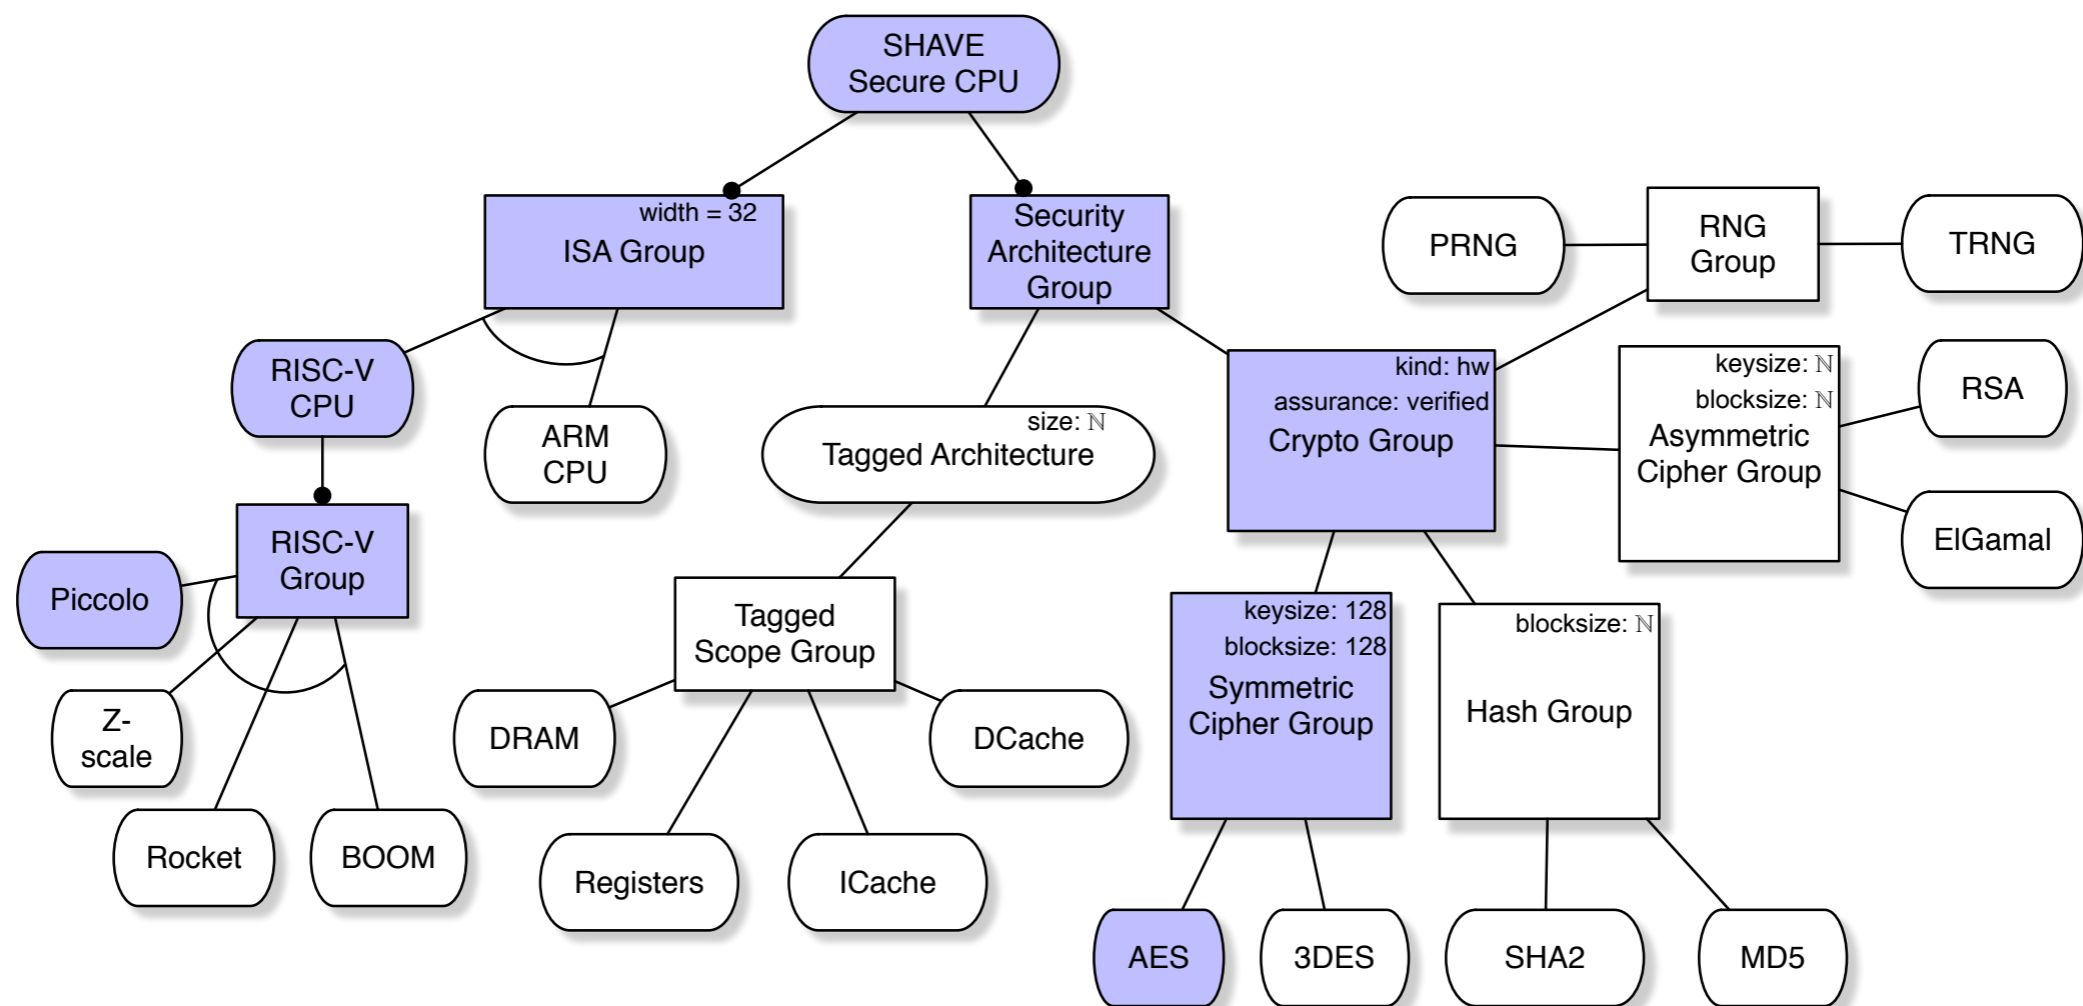 SHAVE
Secure CPU
width = 32
ISA Group
Security
Architecture
Group
PRNG
RNG
Group
TRNG
RISC-V
CPU
ARM
CPU
size: ℕ
Tagged Architecture
kind: hw
assurance: verified
Crypto Group
keysize: ℕ
blocksize: ℕ
Asymmetric
Cipher Group
RSA
ElGamal
RISC-V
Group
Piccolo
Z-
scale
Rocket
BOOM
Tagged
Scope Group
DRAM
Registers
ICache
DCache
keysize: 128
blocksize: 128
Symmetric
Cipher Group
blocksize: ℕ
Hash Group
AES
3DES
SHA2
MD5